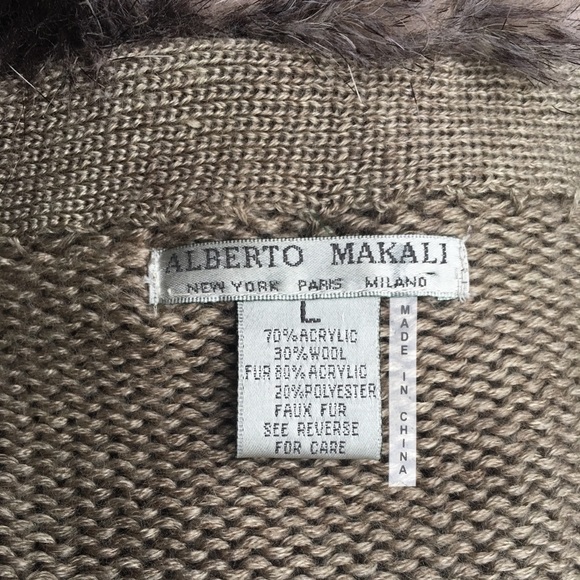 ALBERTO MAKALI
NEW YORK PARIS MILANO
L
70%ACRYLIC
30%WOOL
FUR 80%ACRYLIC
20%POLYESTER
FAUX FUR
SEE REVERSE
FOR CARE
MADE IN CHINA